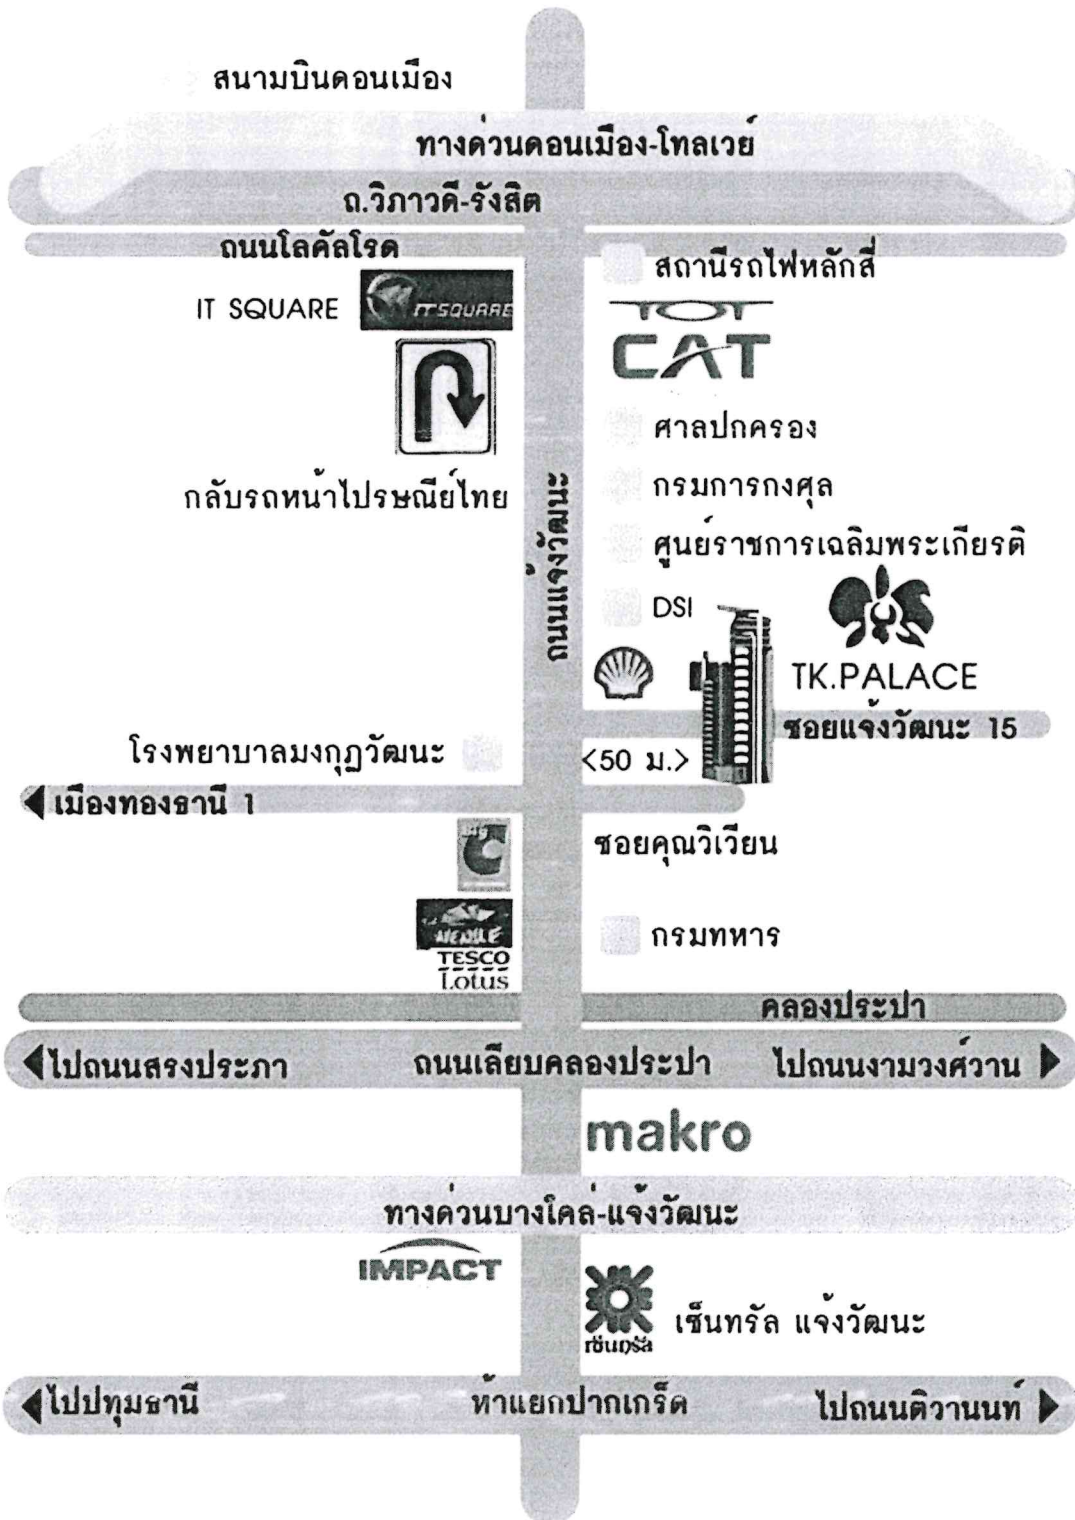 สนามบินดอนเมือง
ทางด่วนดอนเมือง-โทลเวย์
ถ.วิภาวดี-รังสิต
ถนนโลคัลโรด
สถานีรถไฟหลักสี่
IT SQUARE
IT SQUARE
TOT
CAT
ศาลปกครอง
กลับรถหน้าไปรษณีย์ไทย
กรมการกงศุล
ถนนแจ้งวัฒนะ
ศูนย์ราชการเฉลิมพระเกียรติ
DSI
TK.PALACE
ซอยแจ้งวัฒนะ 15
โรงพยาบาลมงกุฎวัฒนะ
<50 ม.>
เมืองทองธานี 1
Big C
ซอยคุณวิเวียน
AVENUE
กรมทหาร
TESCO
Lotus
คลองประปา
ไปถนนสรงประภา ถนนเลียบคลองประปา ไปถนนงามวงศ์วาน
makro
ทางด่วนบางโคล่-แจ้งวัฒนะ
IMPACT
เซ็นทรัล แจ้งวัฒนะ
เซ็นทรัล
ไปปทุมธานี ห้าแยกปากเกร็ด ไปถนนติวานนท์